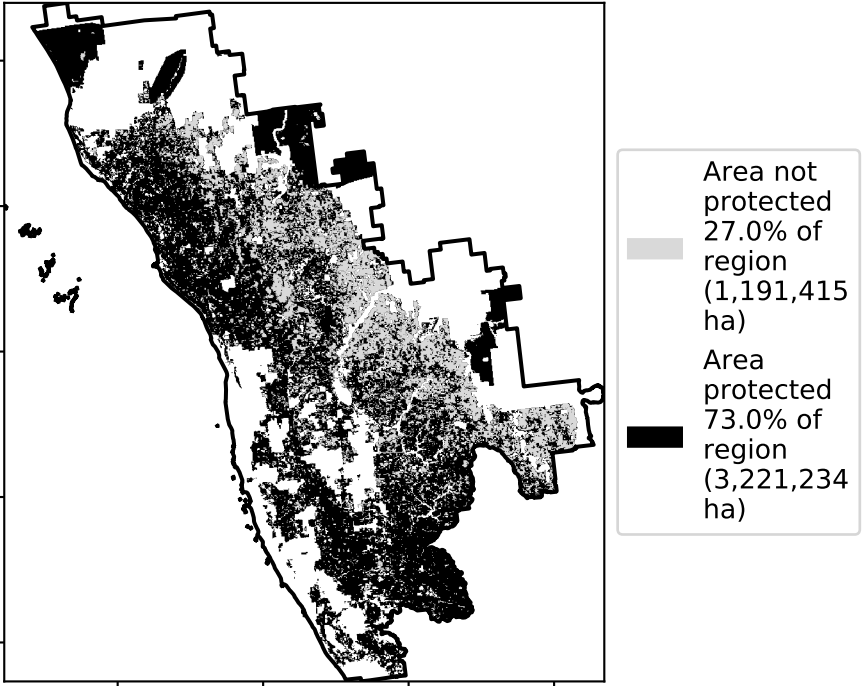 Area not
protected
27.0% of
region
(1,191,415
ha)
Area
protected
73.0% of
region
(3,221,234
ha)